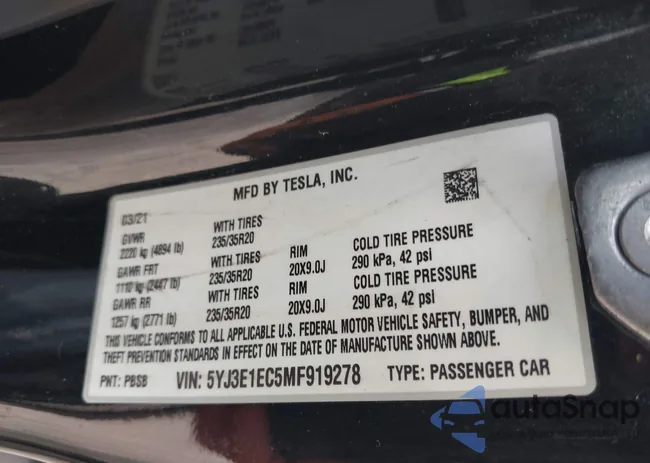 MFD BY TESLA, INC.
03/21
GVWR WITH TIRES
2220 kg (4894 lb) 235/35R20
GAWR FRT WITH TIRES RIM COLD TIRE PRESSURE
1110 kg (2447 lb) 235/35R20 20X9.0J 290 kPa, 42 psi
GAWR RR WITH TIRES RIM COLD TIRE PRESSURE
1257 kg (2771 lb) 235/35R20 20X9.0J 290 kPa, 42 psi
THIS VEHICLE CONFORMS TO ALL APPLICABLE U.S. FEDERAL MOTOR VEHICLE SAFETY, BUMPER, AND
THEFT PREVENTION STANDARDS IN EFFECT ON THE DATE OF MANUFACTURE SHOWN ABOVE.
PNT: PBSB VIN: 5YJ3E1EC5MF919278 TYPE: PASSENGER CAR
autoSnap